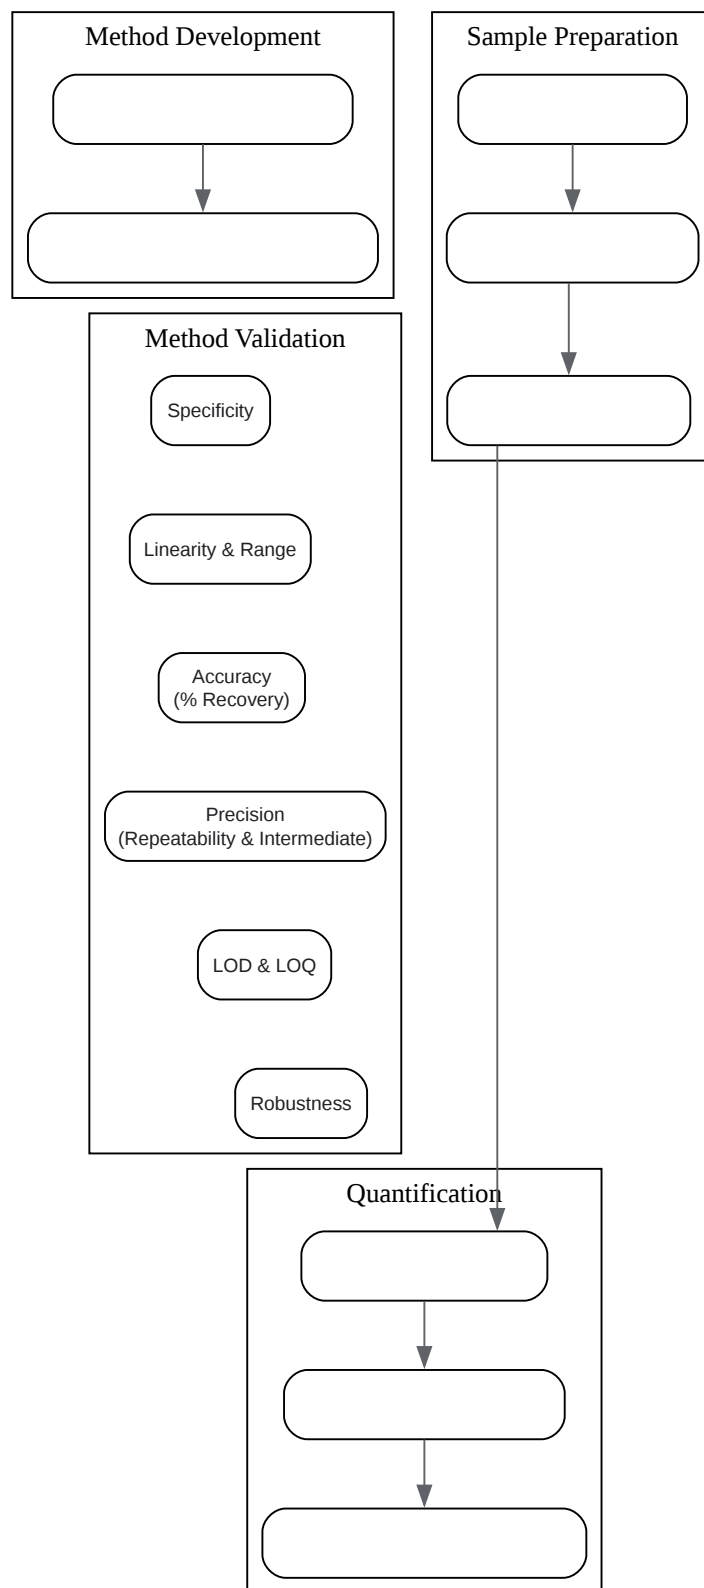 Method Development
Sample Preparation
Method Validation
Specificity
Linearity & Range
Accuracy
(% Recovery)
Precision
(Repeatability & Intermediate)
LOD & LOQ
Robustness
Quantification